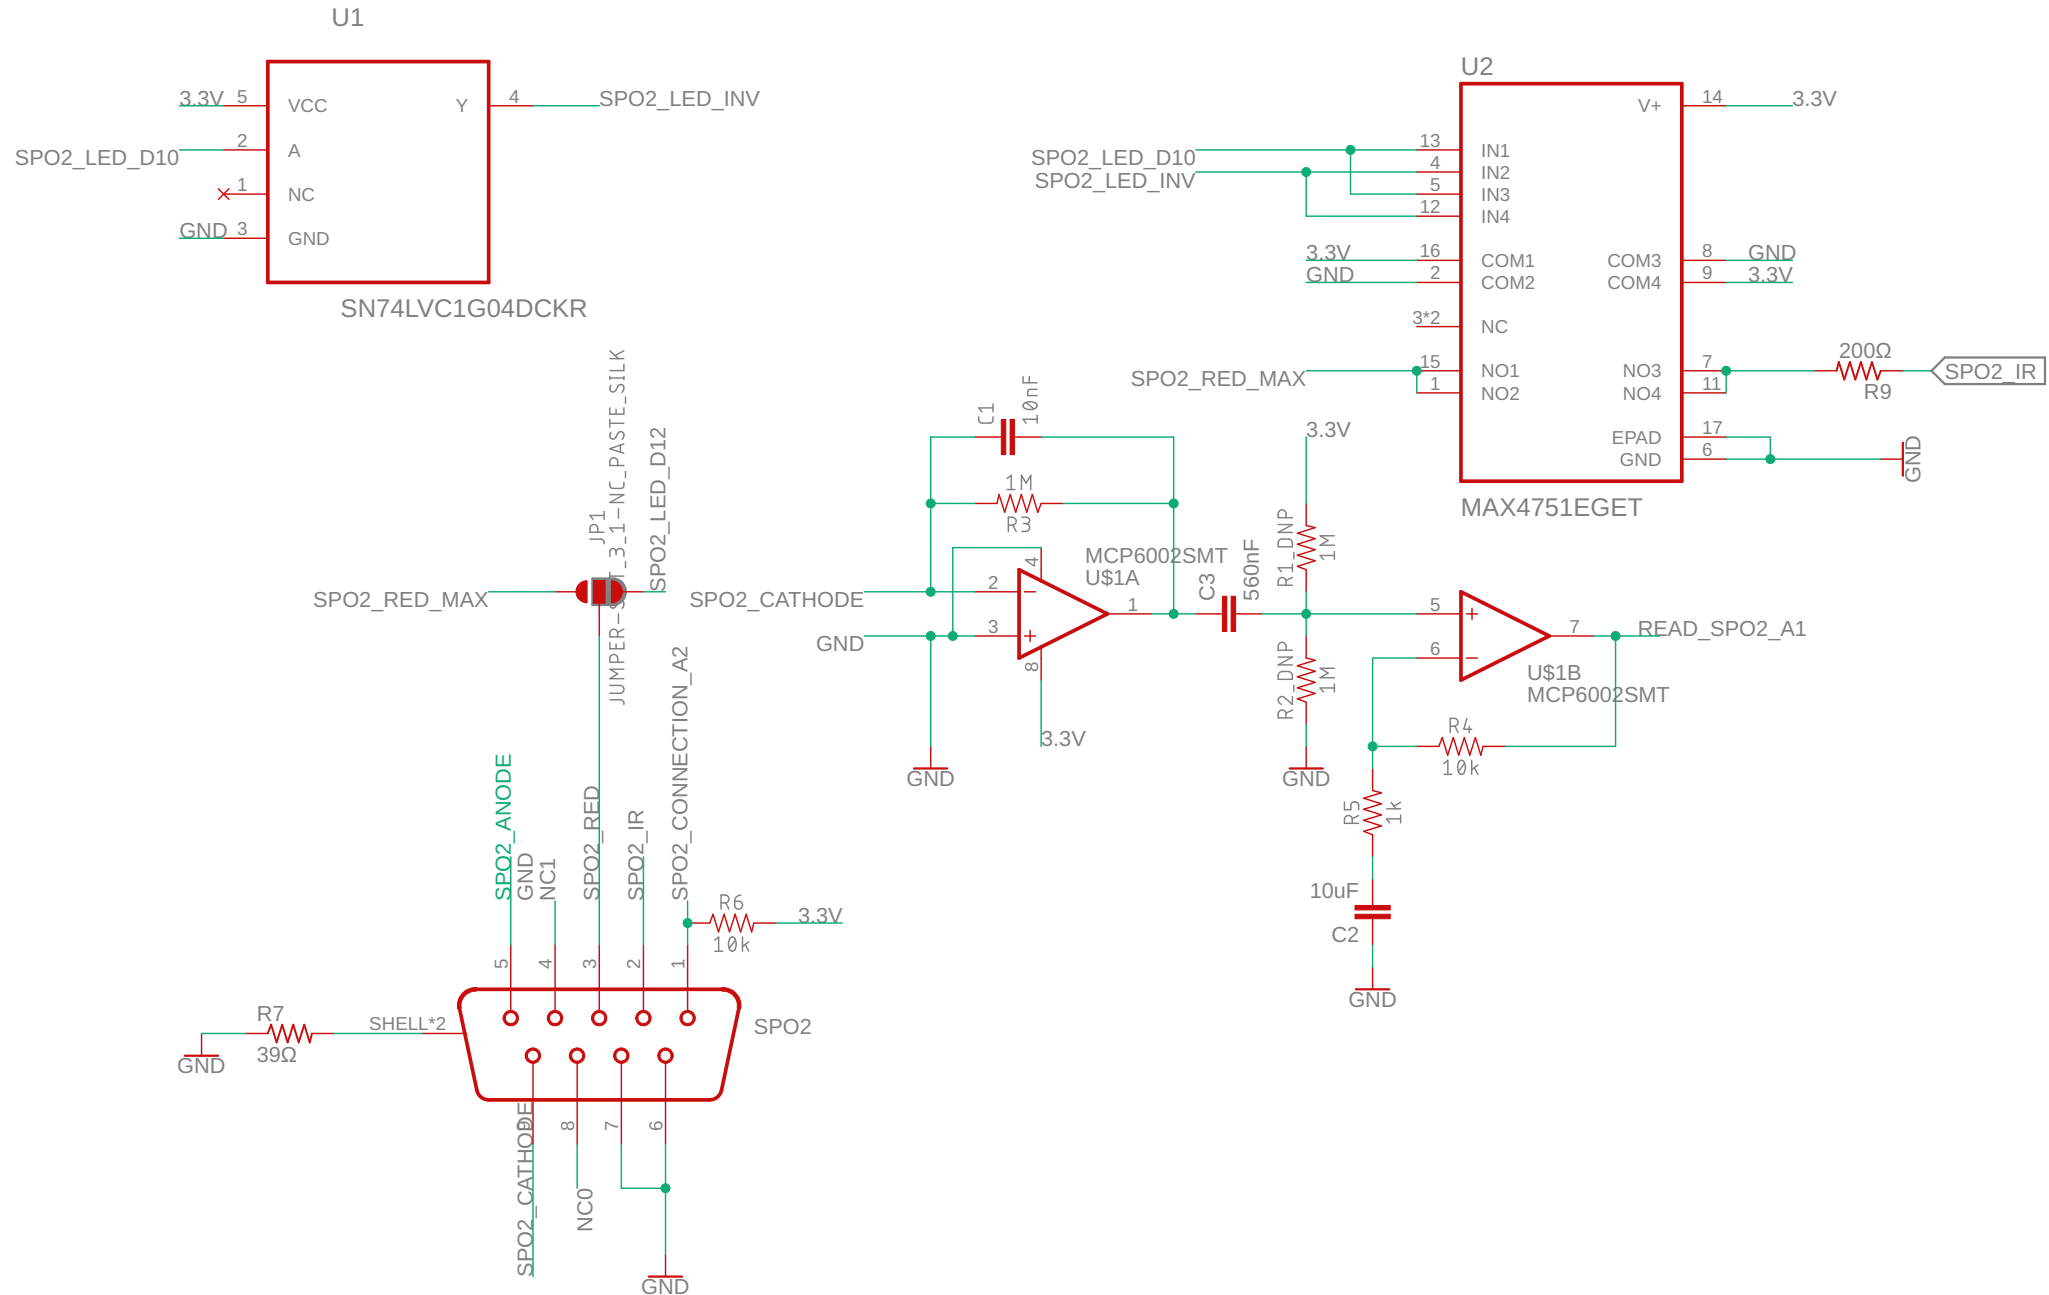 U1
3.3V 5 VCC Y 4 SPO2_LED_INV
SPO2_LED_D10 2 A
1 NC
GND 3 GND
SN74LVC1G04DCKR
U2
V+ 14 3.3V
SPO2_LED_D10 13 IN1
SPO2_LED_INV 4 IN2
5 IN3
12 IN4
3.3V 16 COM1 COM3 8 GND
GND 2 COM2 COM4 9 3.3V
3*2 NC
SPO2_RED_MAX 15 NO1 NO3 7
1 NO2 NO4 11
200Ω
R9
SPO2_IR
EPAD 17
GND 6
GND
MAX4751EGET
JP1
SPO2_LED_D12
SPO2_RED_MAX
C1
10nF
1M
R3
MCP6002SMT
U$1A
SPO2_CATHODE 2
GND 3
4
8
1
3.3V
GND
C3
560nF
3.3V
R1_DNP
1M
R2_DNP
1M
GND
5
6
7
READ_SPO2_A1
U$1B
MCP6002SMT
R4
10k
R5
1k
10uF
C2
GND
SPO2_ANODE
GND
NC1
SPO2_RED
SPO2_IR
SPO2_CONNECTION_A2
R6
10k
3.3V
5 4 3 2 1
R7
39Ω
GND
SHELL*2
SPO2
SPO2_CATHODE
9 8 7 6
NC0
GND